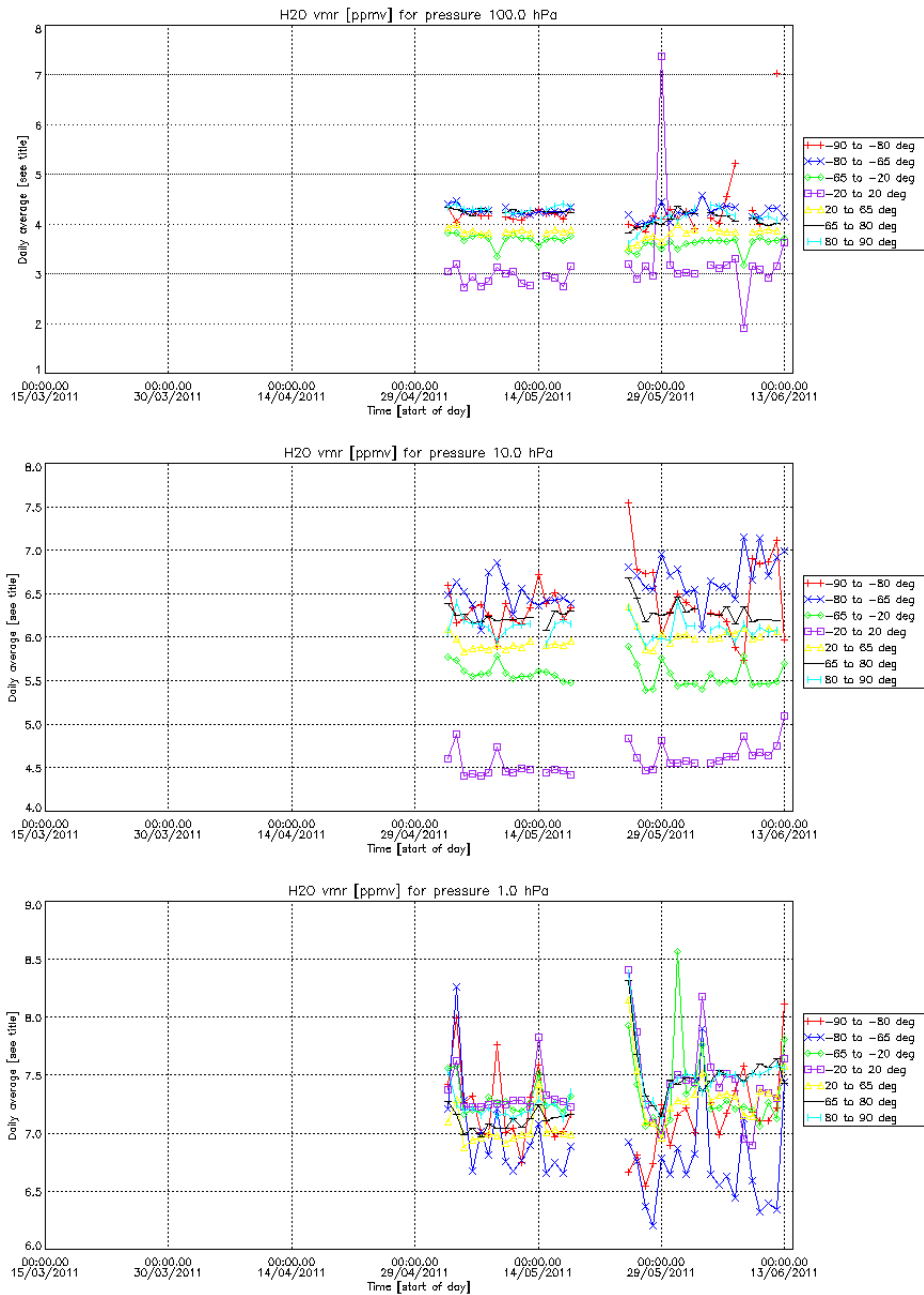 H2O vmr [ppmv] for pressure 100.0 hPa
8
7
6
5
4
3
2
1
Daily average [see title]
00:00.00 00:00.00 00:00.00 00:00.00 00:00.00 00:00.00 00:00.00
15/03/2011 30/03/2011 14/04/2011 29/04/2011 14/05/2011 29/05/2011 13/06/2011
Time [start of day]
-90 to -80 deg
-80 to -65 deg
-65 to -20 deg
-20 to 20 deg
20 to 65 deg
65 to 80 deg
80 to 90 deg
H2O vmr [ppmv] for pressure 10.0 hPa
8.0
7.5
7.0
6.5
6.0
5.5
5.0
4.5
4.0
Daily average [see title]
00:00.00 00:00.00 00:00.00 00:00.00 00:00.00 00:00.00 00:00.00
15/03/2011 30/03/2011 14/04/2011 29/04/2011 14/05/2011 29/05/2011 13/06/2011
Time [start of day]
-90 to -80 deg
-80 to -65 deg
-65 to -20 deg
-20 to 20 deg
20 to 65 deg
65 to 80 deg
80 to 90 deg
H2O vmr [ppmv] for pressure 1.0 hPa
9.0
8.5
8.0
7.5
7.0
6.5
6.0
Daily average [see title]
00:00.00 00:00.00 00:00.00 00:00.00 00:00.00 00:00.00 00:00.00
15/03/2011 30/03/2011 14/04/2011 29/04/2011 14/05/2011 29/05/2011 13/06/2011
Time [start of day]
-90 to -80 deg
-80 to -65 deg
-65 to -20 deg
-20 to 20 deg
20 to 65 deg
65 to 80 deg
80 to 90 deg